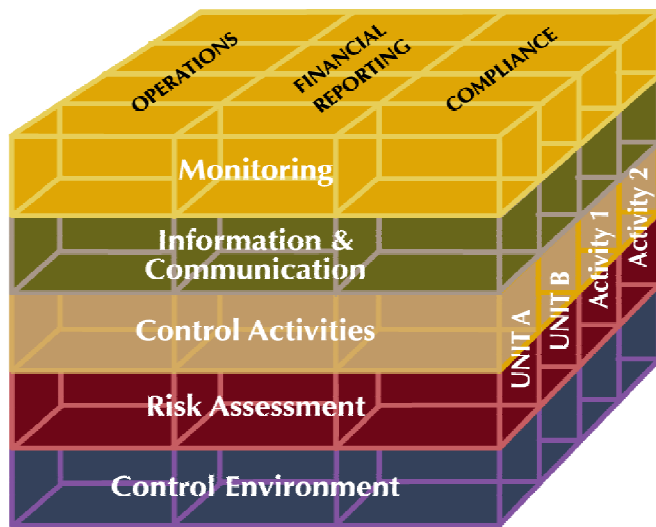 OPERATIONS
FINANCIAL
REPORTING
COMPLIANCE
Monitoring
Information &
Communication
Control Activities
Risk Assessment
Control Environment
UNIT A
UNIT B
Activity 1
Activity 2